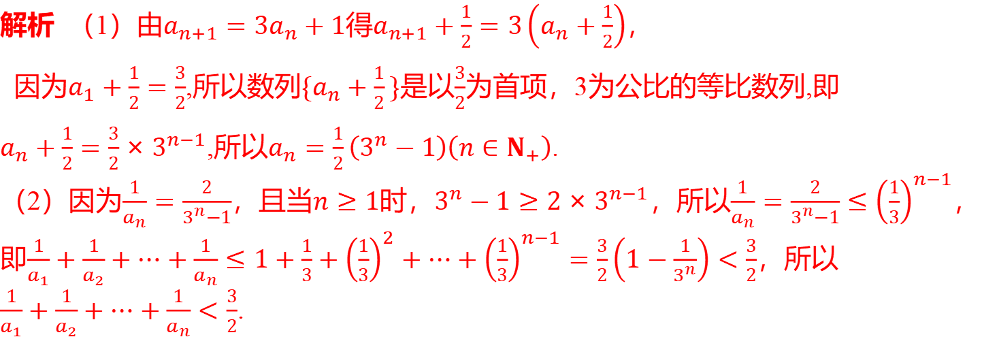 解析 （1）由$a_{n+1}=3a_n+1$得$a_{n+1}+\frac{1}{2}=3\left(a_n+\frac{1}{2}\right)$,
因为$a_1+\frac{1}{2}=\frac{3}{2}$,所以数列{$a_n+\frac{1}{2}$}是以$\frac{3}{2}$为首项，3为公比的等比数列,即
$a_n+\frac{1}{2}=\frac{3}{2}\times 3^{n-1}$,所以$a_n=\frac{1}{2}(3^n-1)(n\in \mathbf{N}_+)$.
（2）因为$\frac{1}{a_n}=\frac{2}{3^n-1}$，且当$n\geq 1$时，$3^n-1\geq 2\times 3^{n-1}$，所以$\frac{1}{a_n}=\frac{2}{3^n-1}\leq \left(\frac{1}{3}\right)^{n-1}$，
即$\frac{1}{a_1}+\frac{1}{a_2}+\cdots+\frac{1}{a_n}\leq 1+\frac{1}{3}+\left(\frac{1}{3}\right)^2+\cdots+\left(\frac{1}{3}\right)^{n-1}=\frac{3}{2}\left(1-\frac{1}{3^n}\right)<\frac{3}{2}$，所以
$\frac{1}{a_1}+\frac{1}{a_2}+\cdots+\frac{1}{a_n}<\frac{3}{2}$.